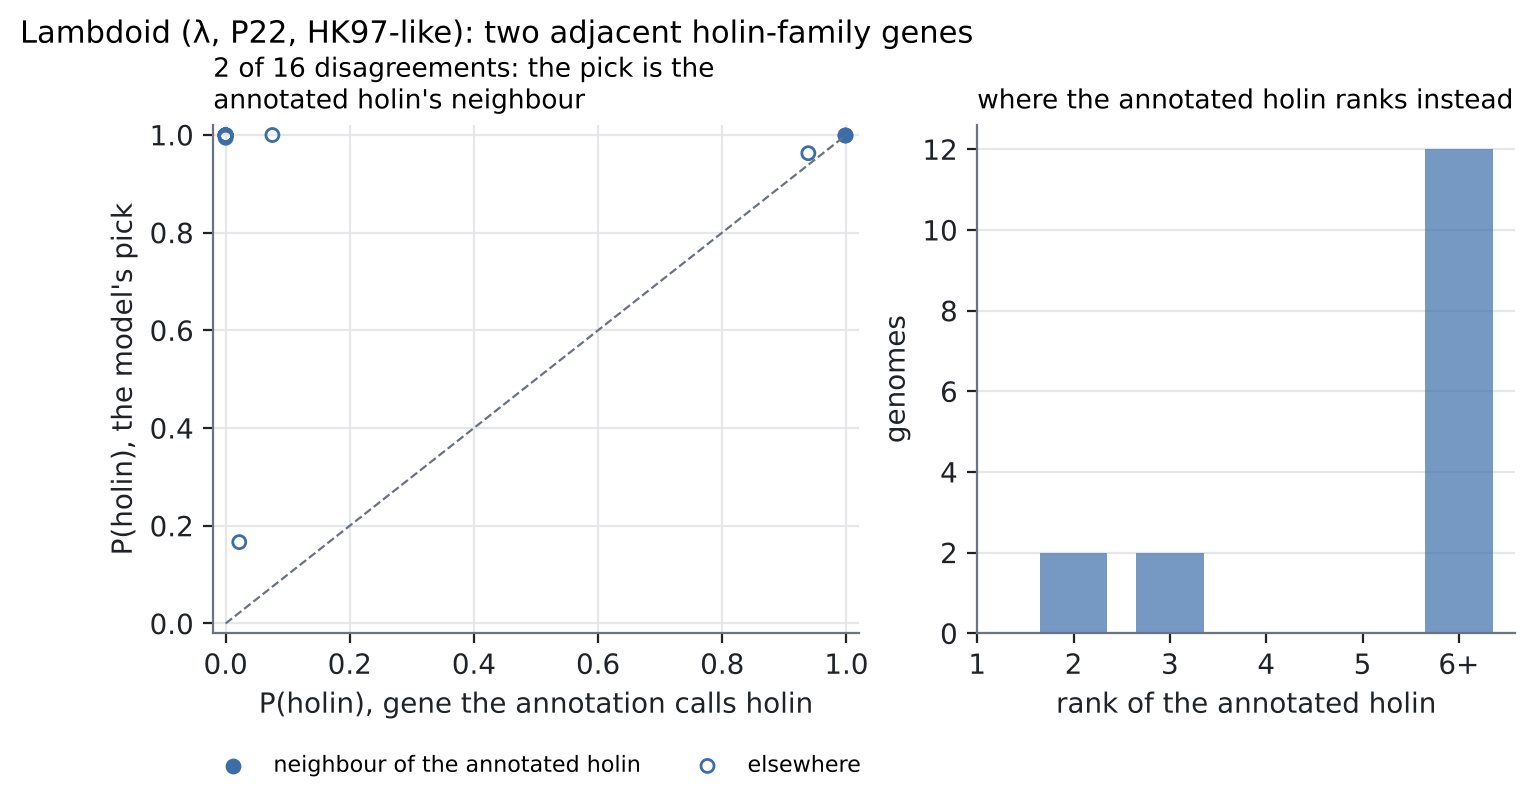 Lambdoid (λ, P22, HK97-like): two adjacent holin-family genes
2 of 16 disagreements: the pick is the
annotated holin's neighbour
P(holin), the model's pick
1.0
0.8
0.6
0.4
0.2
0.0
0.0 0.2 0.4 0.6 0.8 1.0
P(holin), gene the annotation calls holin
neighbour of the annotated holin
elsewhere
where the annotated holin ranks instead
genomes
12
10
8
6
4
2
0
1 2 3 4 5 6+
rank of the annotated holin